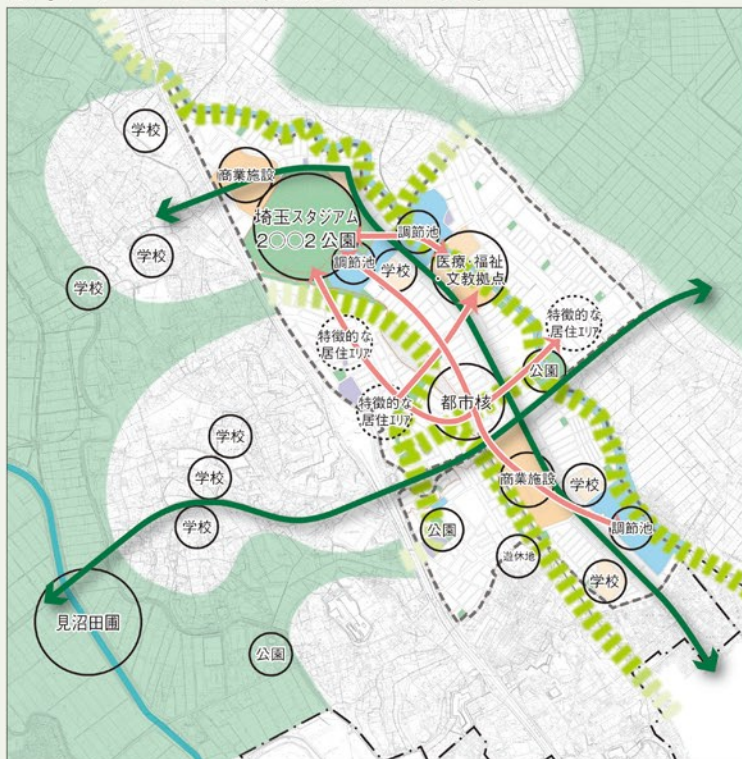 学校
商業施設
埼玉スタジアム
2○○2公園
調節池
学校
調節池
学校
医療・福祉
・文教拠点
学校
特徴的な
居住エリア
特徴的な
居住エリア
公園
特徴的な
居住エリア
都市核
学校
学校
商業施設
学校
学校
公園
調節池
遊休地
学校
見沼田圃
公園